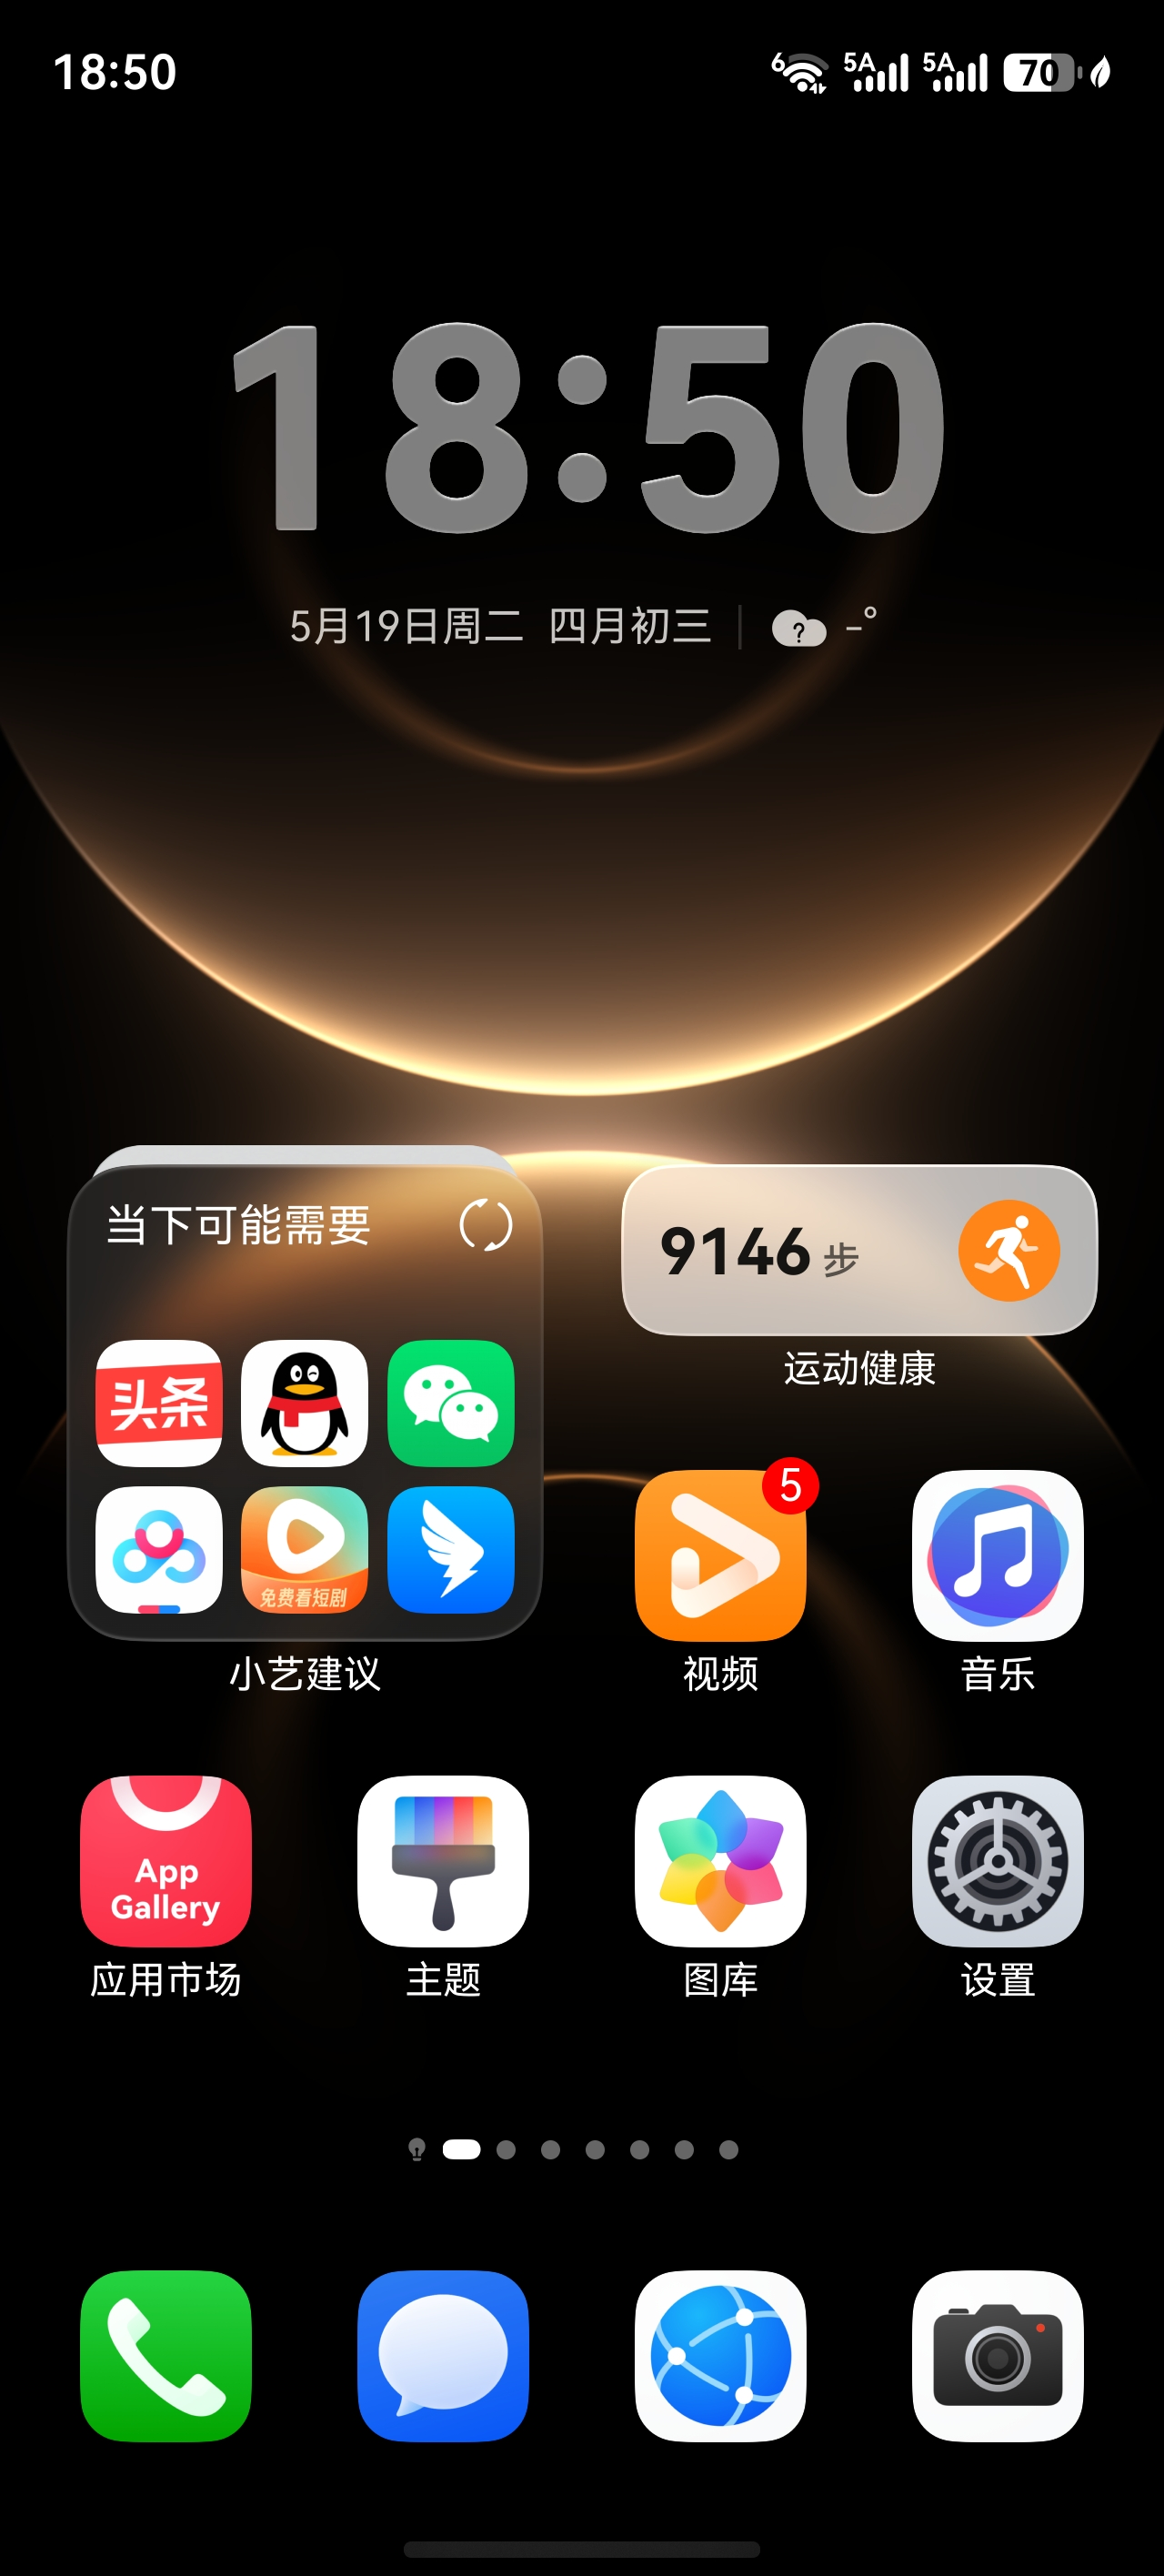 18:50
6 5A 5A 70
18:50
5月19日周二 四月初三 ? -°
当下可能需要
9146 步
运动健康
头条
免费看短剧
5
小艺建议 视频 音乐
App
Gallery
应用市场 主题 图库 设置